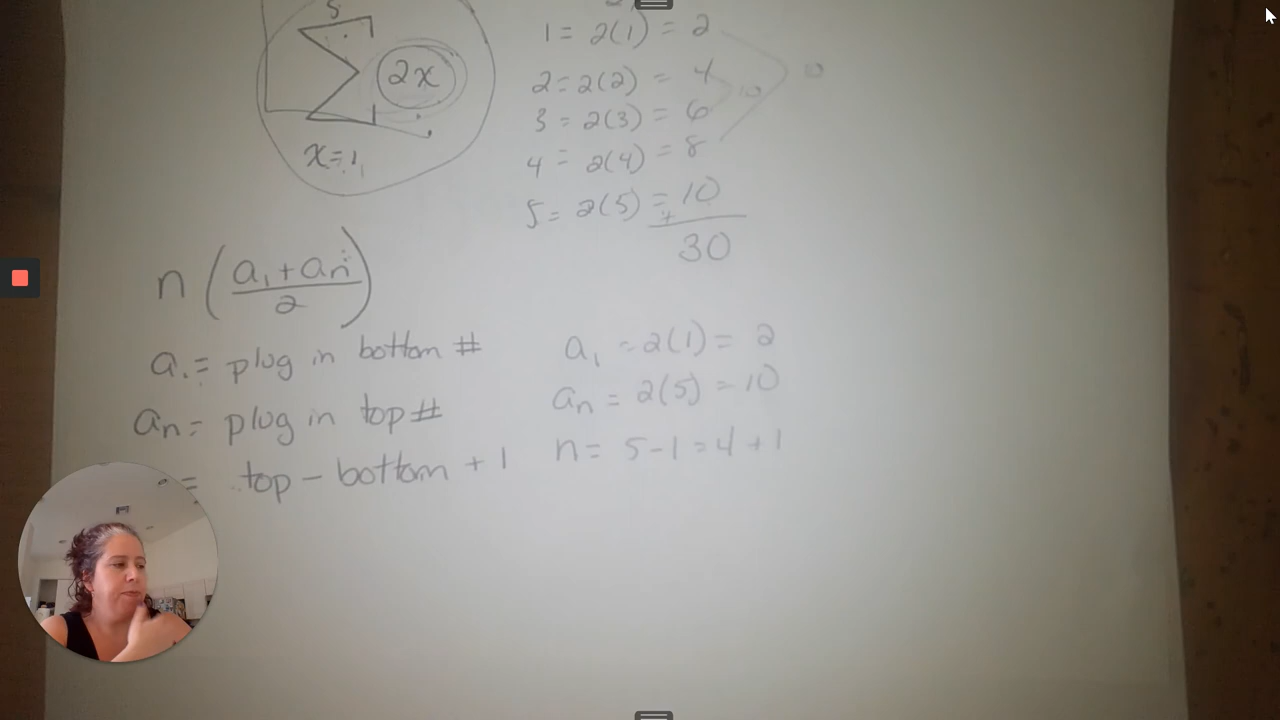 5
2x
x=1
1 = 2(1) = 2
2=2(2) = 4
3 = 2(3) = 6
4 = 2(4) = 8
5= 2(5) = 10
+
30
10
n (a₁+aₙ/2)
a₁= plug in bottom #
aₙ= plug in top #
= top - bottom + 1
a₁ =2(1)= 2
aₙ = 2(5) =10
n= 5-1=4+1